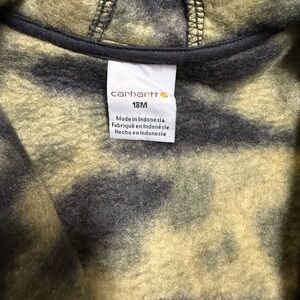 carhartt
18M
Made in Indonesia
Fabriqué en Indonésie
Hecho en Indonesia